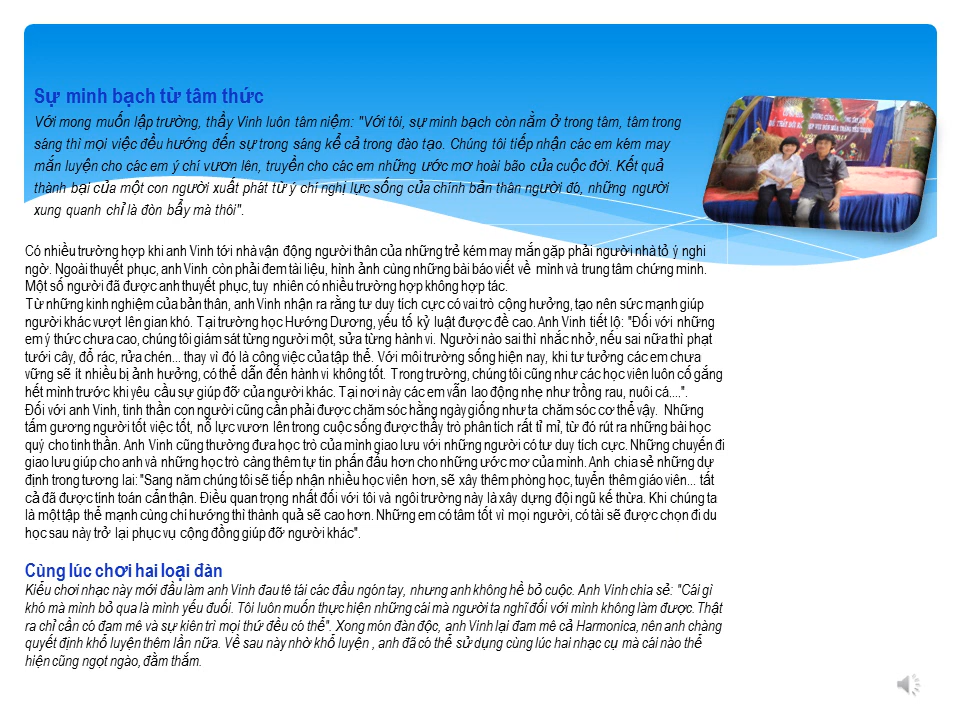 Sự minh bạch từ tâm thức
Với mong muốn lập trường, thầy Vinh luôn tâm niệm: "Với tôi, sự minh bạch còn nằm ở trong tâm, tâm trong
sáng thì mọi việc đều hướng đến sự trong sáng kể cả trong đào tạo. Chúng tôi tiếp nhận các em kém may
mắn luyện cho các em ý chí vươn lên, truyền cho các em những ước mơ hoài bão của cuộc đời. Kết quả
thành bại của một con người xuất phát từ ý chí nghị lực sống của chính bản thân người đó, những người
xung quanh chỉ là đòn bẩy mà thôi".
Có nhiều trường hợp khi anh Vinh tới nhà vận động người thân của những trẻ kém may mắn gặp phải người nhà tỏ ý nghi
ngờ. Ngoài thuyết phục, anh Vinh còn phải đem tài liệu, hình ảnh cùng những bài báo viết về mình và trung tâm chứng minh.
Một số người đã được anh thuyết phục, tuy nhiên có nhiều trường hợp không hợp tác.
Từ những kinh nghiệm của bản thân, anh Vinh nhận ra rằng tư duy tích cực có vai trò cộng hưởng, tạo nên sức mạnh giúp
người khác vượt lên gian khó. Tại trường học Hướng Dương, yếu tố kỷ luật được đề cao. Anh Vinh tiết lộ: "Đối với những
em ý thức chưa cao, chúng tôi giám sát từng người một, sửa từng hành vi. Người nào sai thì nhắc nhở, nếu sai nữa thì phạt
tưới cây, đổ rác, rửa chén... thay vì đó là công việc của tập thể. Với môi trường sống hiện nay, khi tư tưởng các em chưa
vững sẽ ít nhiều bị ảnh hưởng, có thể dẫn đến hành vi không tốt. Trong trường, chúng tôi cũng như các học viên luôn cố gắng
hết mình trước khi yêu cầu sự giúp đỡ của người khác. Tại nơi này các em vẫn lao động nhẹ như trồng rau, nuôi cá....".
Đối với anh Vinh, tinh thần con người cũng cần phải được chăm sóc hằng ngày giống như ta chăm sóc cơ thể vậy. Những
tấm gương người tốt việc tốt, nỗ lực vươn lên trong cuộc sống được thầy trò phân tích rất tỉ mỉ, từ đó rút ra những bài học
quý cho tinh thần. Anh Vinh cũng thường đưa học trò của mình giao lưu với những người có tư duy tích cực. Những chuyến đi
giao lưu giúp cho anh và những học trò càng thêm tự tin phấn đấu hơn cho những ước mơ của mình. Anh chia sẻ những dự
định trong tương lai: "Sang năm chúng tôi sẽ tiếp nhận nhiều học viên hơn, sẽ xây thêm phòng học, tuyển thêm giáo viên... tất
cả đã được tính toán cẩn thận. Điều quan trọng nhất đối với tôi và ngôi trường này là xây dựng đội ngũ kế thừa. Khi chúng ta
là một tập thể mạnh cùng chí hướng thì thành quả sẽ cao hơn. Những em có tâm tốt vì mọi người, có tài sẽ được chọn đi du
học sau này trở lại phục vụ cộng đồng giúp đỡ người khác".
Cùng lúc chơi hai loại đàn
Kiểu chơi nhạc này mới đầu làm anh Vinh đau tê tái các đầu ngón tay, nhưng anh không hề bỏ cuộc. Anh Vinh chia sẻ: "Cái gì
khó mà mình bỏ qua là mình yếu đuối. Tôi luôn muốn thực hiện những cái mà người ta nghĩ đối với mình không làm được. Thật
ra chỉ cần có đam mê và sự kiên trì mọi thứ đều có thể". Xong món đàn độc, anh Vinh lại đam mê cả Harmonica, nên anh chàng
quyết định khổ luyện thêm lần nữa. Về sau này nhờ khổ luyện , anh đã có thể sử dụng cùng lúc hai nhạc cụ mà cái nào thể
hiện cũng ngọt ngào, đằm thắm.